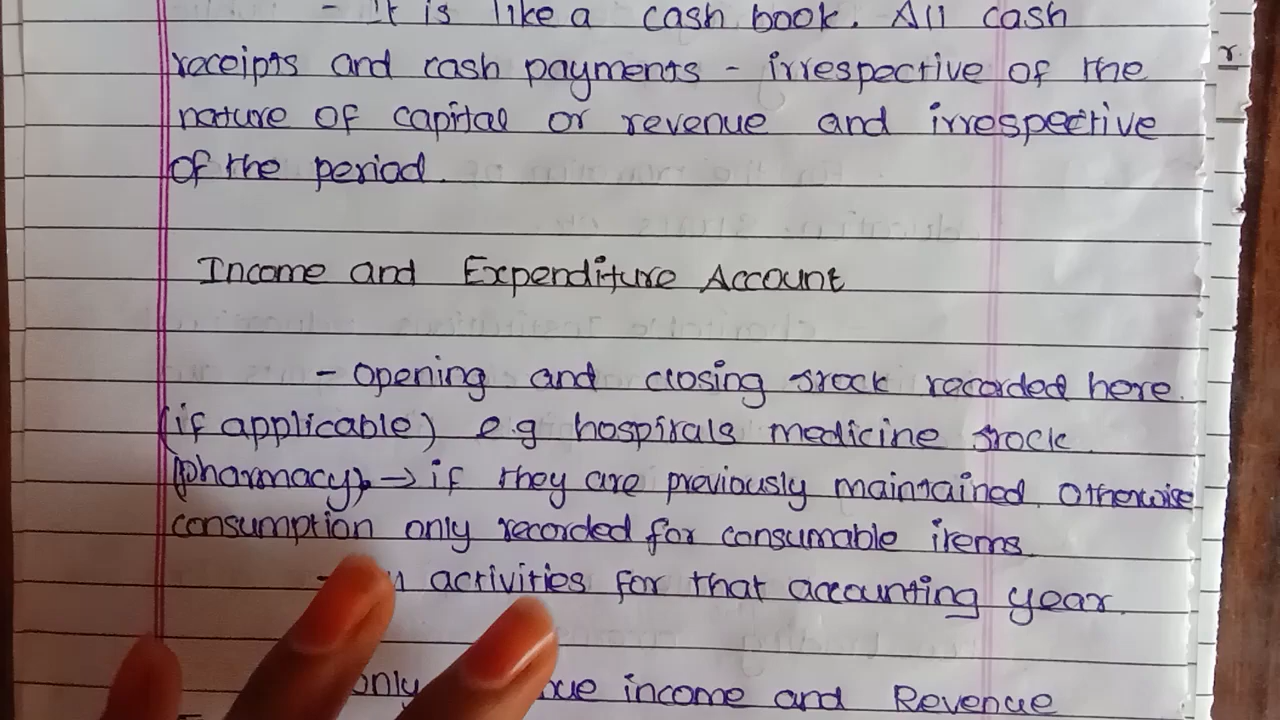 - It is like a cash book. All cash
receipts and cash payments - irrespective of the
nature of capital or revenue and irrespective
of the period.
Income and Expenditure Account
- Opening and closing stock recorded here.
(if applicable) e.g hospitals medicine stock.
(pharmacy) → if they are previously maintained. Otherwise
consumption only recorded for consumable items.
- activities for that accounting year.
only income and Revenue
r.